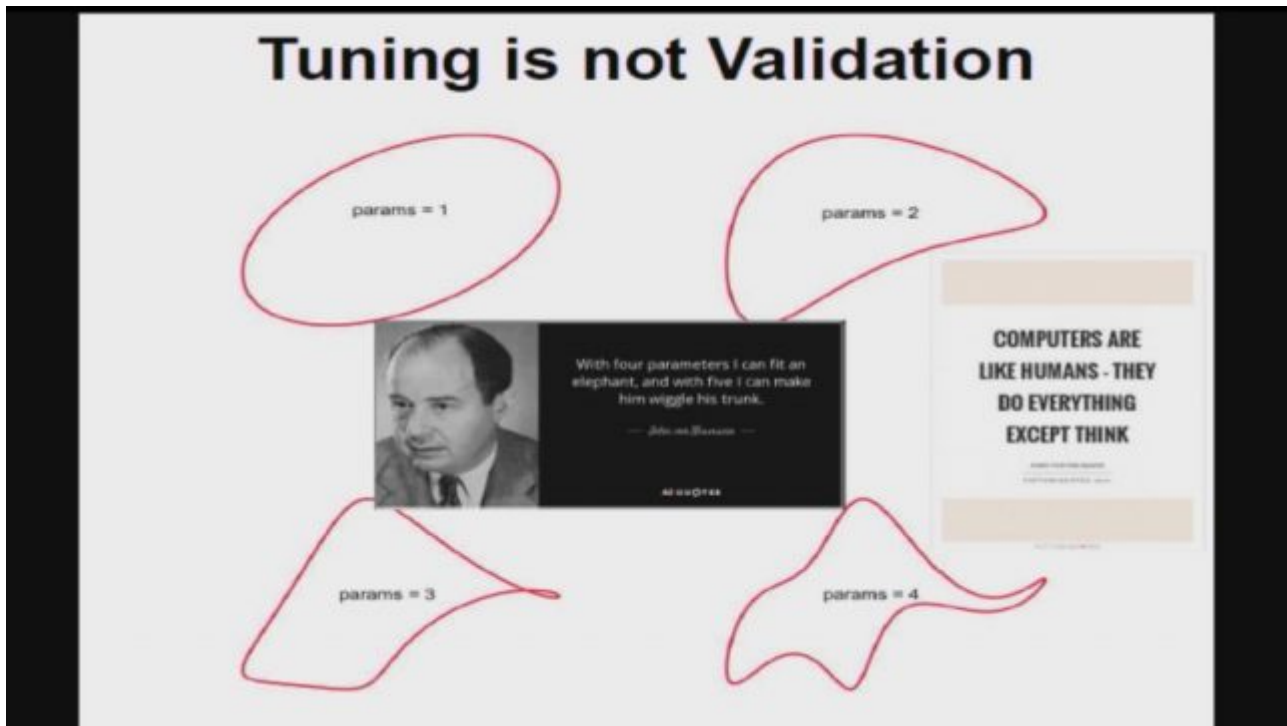 Tuning is not Validation
params = 1
params = 2
With four parameters I can fit an
elephant, and with five I can make
him wiggle his trunk.
COMPUTERS ARE
LIKE HUMANS - THEY
DO EVERYTHING
EXCEPT THINK
params = 3
params = 4